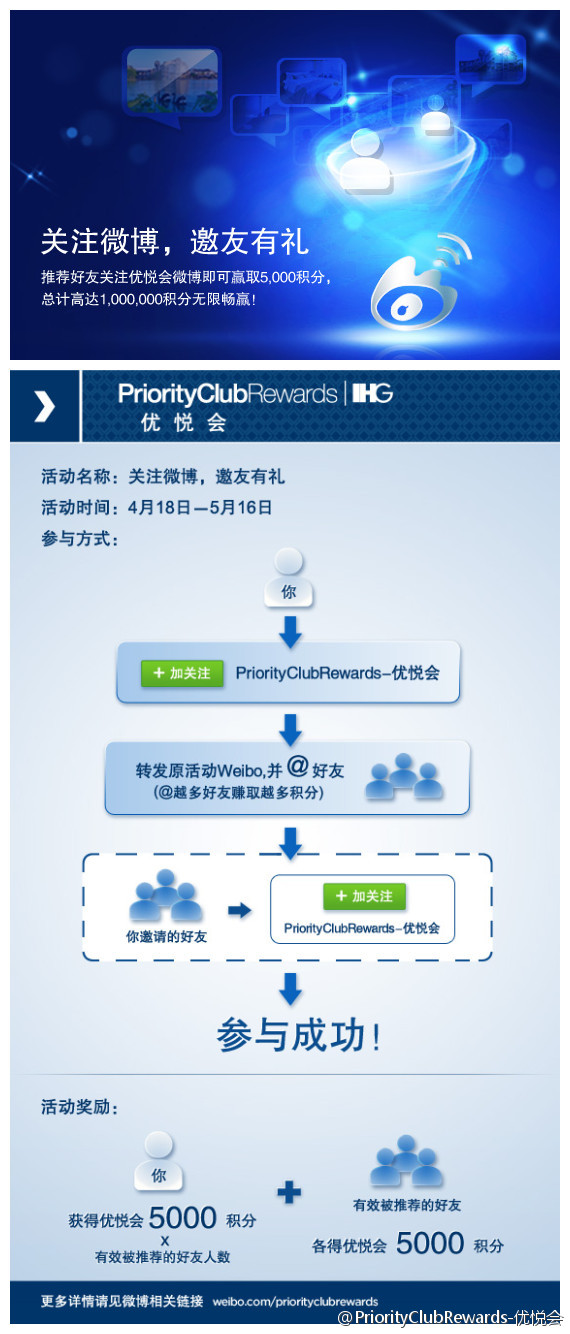 关注微博，邀友有礼
推荐好友关注优悦会微博即可赢取5,000积分，
总计高达1,000,000积分无限畅赢！
PriorityClubRewards | IHG
优悦会
活动名称：关注微博，邀友有礼
活动时间：4月18日—5月16日
参与方式：
你
+ 加关注 PriorityClubRewards-优悦会
转发原活动Weibo,并@好友
(@越多好友赚取越多积分)
+ 加关注
你邀请的好友
PriorityClubRewards-优悦会
参与成功！
活动奖励：
你
获得优悦会 5000 积分
x
有效被推荐的好友人数
+
有效被推荐的好友
各得优悦会 5000 积分
更多详情请见微博相关链接 weibo.com/priorityclubrewards
@PriorityClubRewards-优悦会